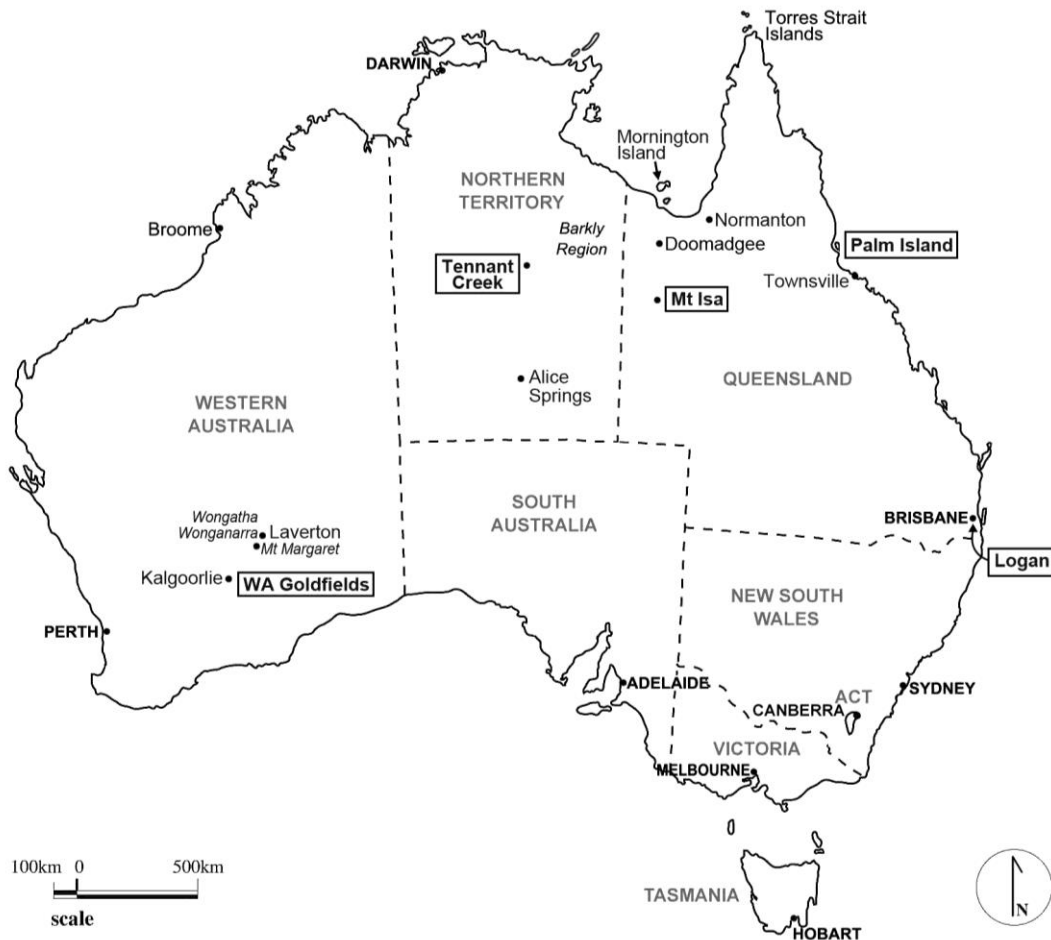 Torres Strait
Islands
DARWIN
Mornington
Island
NORTHERN
TERRITORY
Broome
Barkly
Region
Normanton
Doomadgee
Palm Island
Tennant
Creek
Townsville
Mt Isa
Alice
Springs
QUEENSLAND
WESTERN
AUSTRALIA
SOUTH
AUSTRALIA
Wongatha
Wonganarra
Laverton
Mt Margaret
BRISBANE
Kalgoorlie
WA Goldfields
Logan
NEW SOUTH
WALES
PERTH
ADELAIDE
SYDNEY
ACT
CANBERRA
VICTORIA
MELBOURNE
100km 0 500km
scale
TASMANIA
N
HOBART